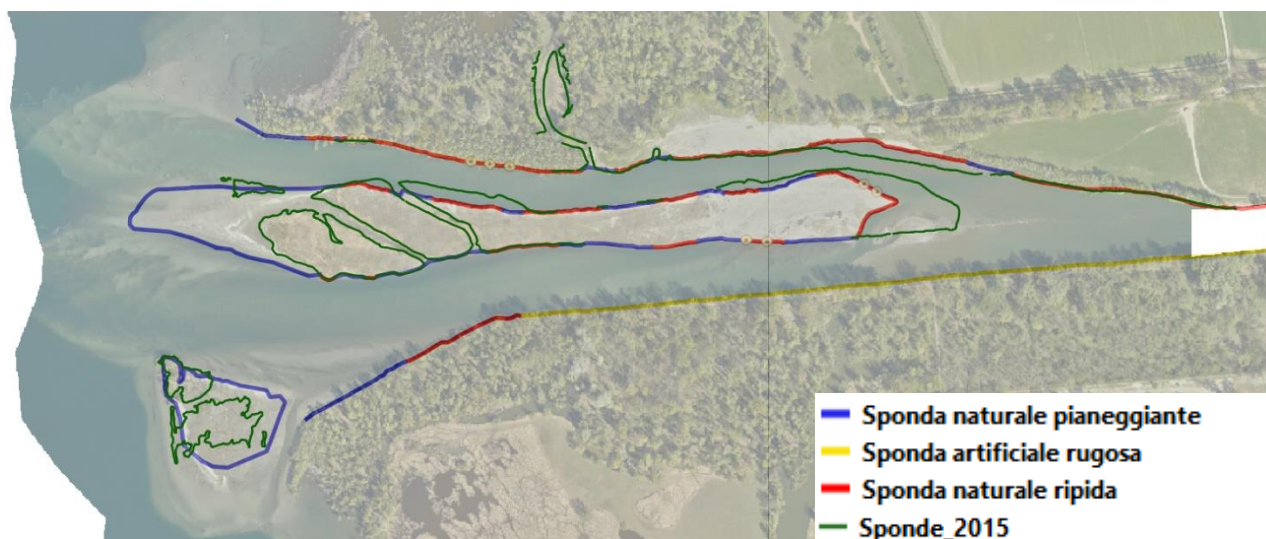 Sponda naturale pianeggiante
Sponda artificiale rugosa
Sponda naturale ripida
Sponde_2015